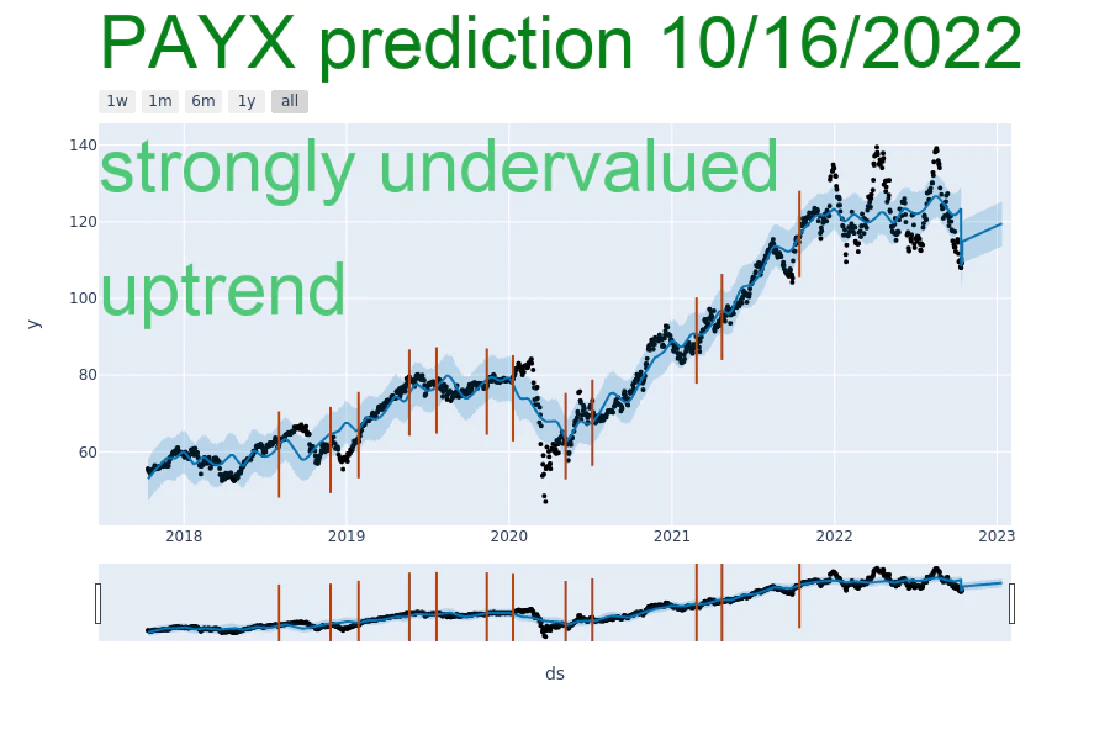 PAYX prediction 10/16/2022
1w 1m 6m 1y all
140
strongly undervalued
120
uptrend
100
y
80
60
2018 2019 2020 2021 2022 2023
ds